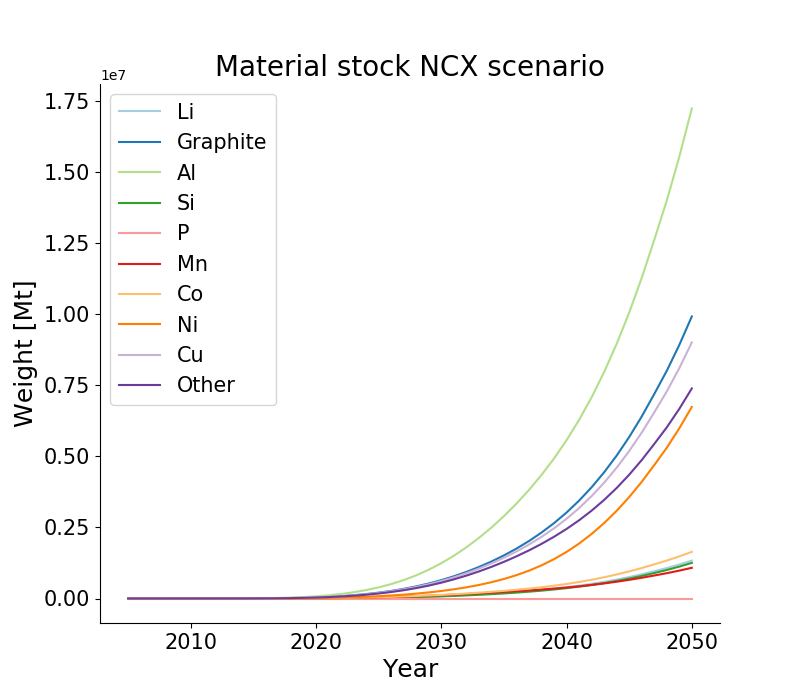 Material stock NCX scenario
1e7
1.75
1.50
1.25
1.00
0.75
0.50
0.25
0.00
Weight [Mt]
Li
Graphite
Al
Si
P
Mn
Co
Ni
Cu
Other
2010 2020 2030 2040 2050
Year